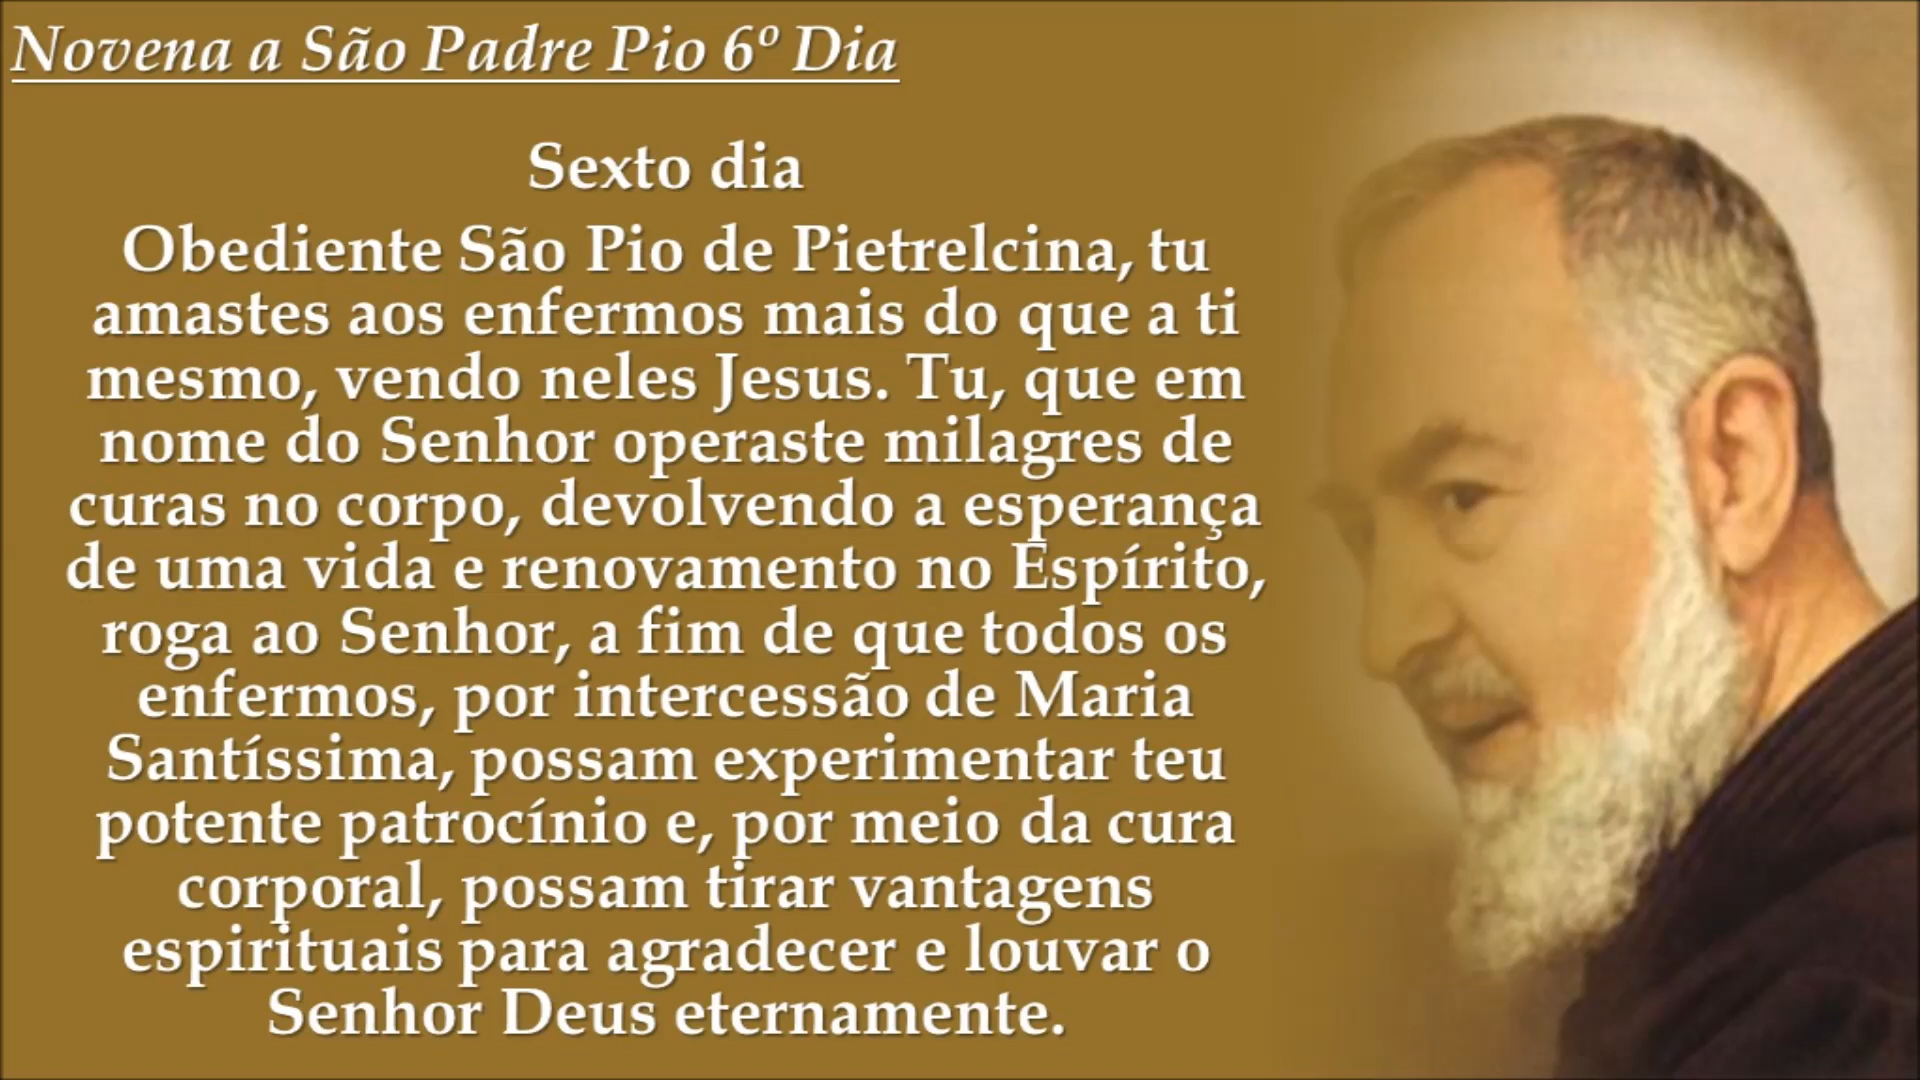 Novena a São Padre Pio 6º Dia
Sexto dia
Obediente São Pio de Pietrelcina, tu
amastes aos enfermos mais do que a ti
mesmo, vendo neles Jesus. Tu, que em
nome do Senhor operaste milagres de
curas no corpo, devolvendo a esperança
de uma vida e renovamento no Espírito,
roga ao Senhor, a fim de que todos os
enfermos, por intercessão de Maria
Santíssima, possam experimentar teu
potente patrocínio e, por meio da cura
corporal, possam tirar vantagens
espirituais para agradecer e louvar o
Senhor Deus eternamente.